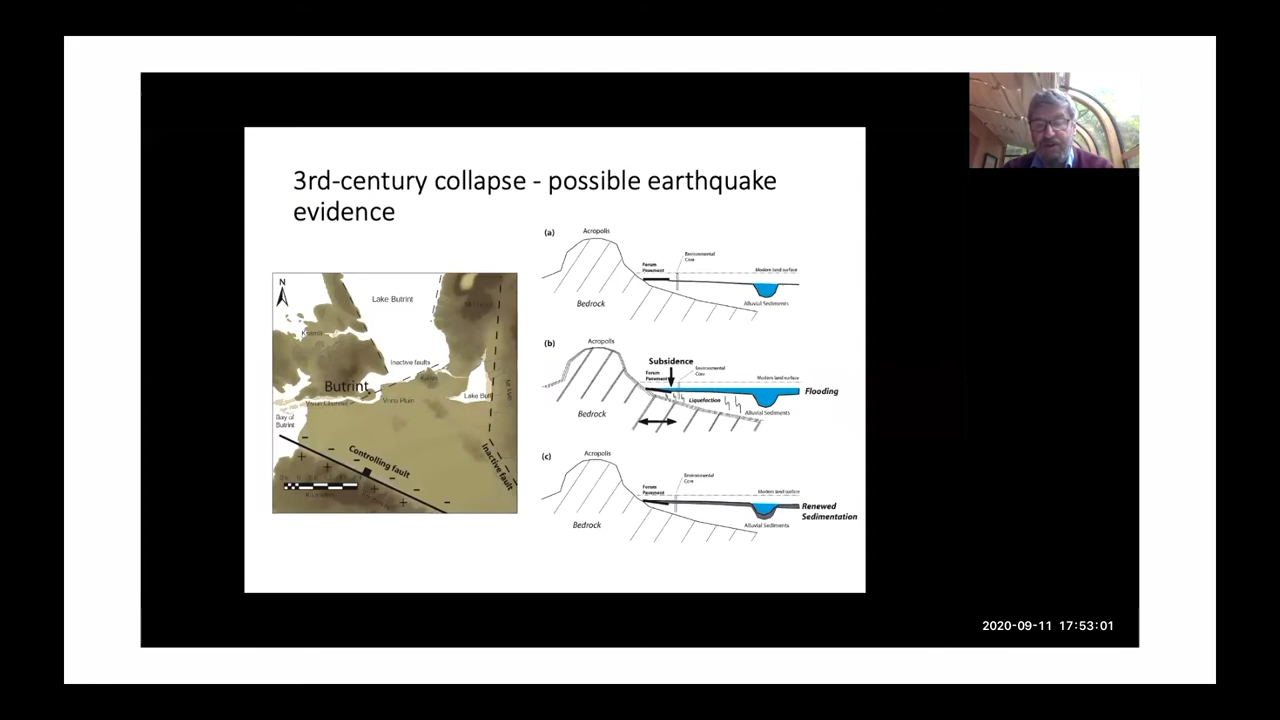 3rd-century collapse - possible earthquake
evidence
N
Lake Butrint
Inactive faults
Butrint
Vrina Plain
Bay of
Butrint
Controlling fault
Inactive fault
(a)
Acropolis
Forum
Pavement
Environmental
Core
Modern land surface
Bedrock
Alluvial Sediments
(b)
Acropolis
Subsidence
Forum
Pavement
Environmental
Core
Modern land surface
Flooding
Liquefaction
Bedrock
Alluvial Sediments
(c)
Acropolis
Forum
Pavement
Environmental
Core
Modern land surface
Renewed
Sedimentation
Bedrock
Alluvial Sediments
2020-09-11 17:53:01